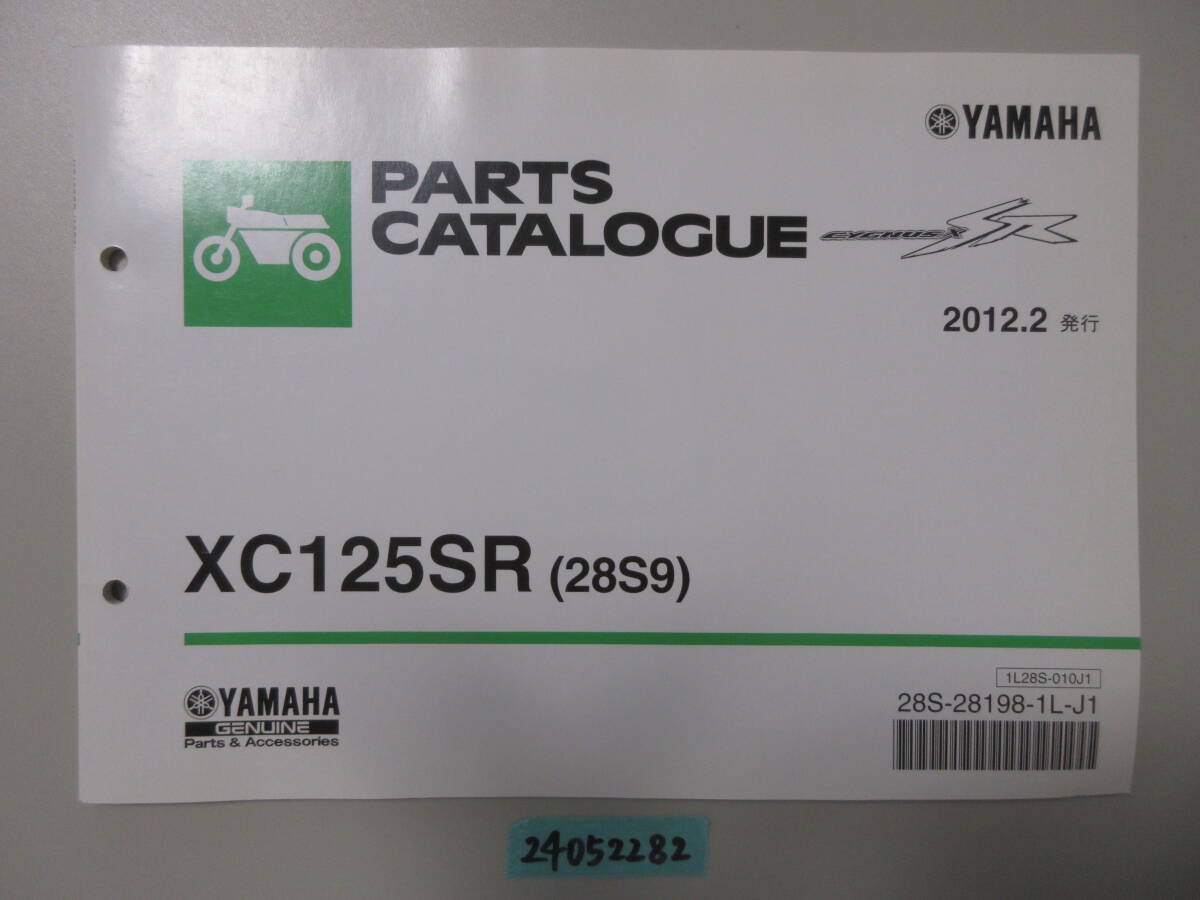 YAMAHA
PARTS
CATALOGUE
CYGNUS X SR
2012.2 発行
XC125SR (28S9)
YAMAHA
GENUINE
Parts & Accessories
1L28S-010J1
28S-28198-1L-J1
24052282